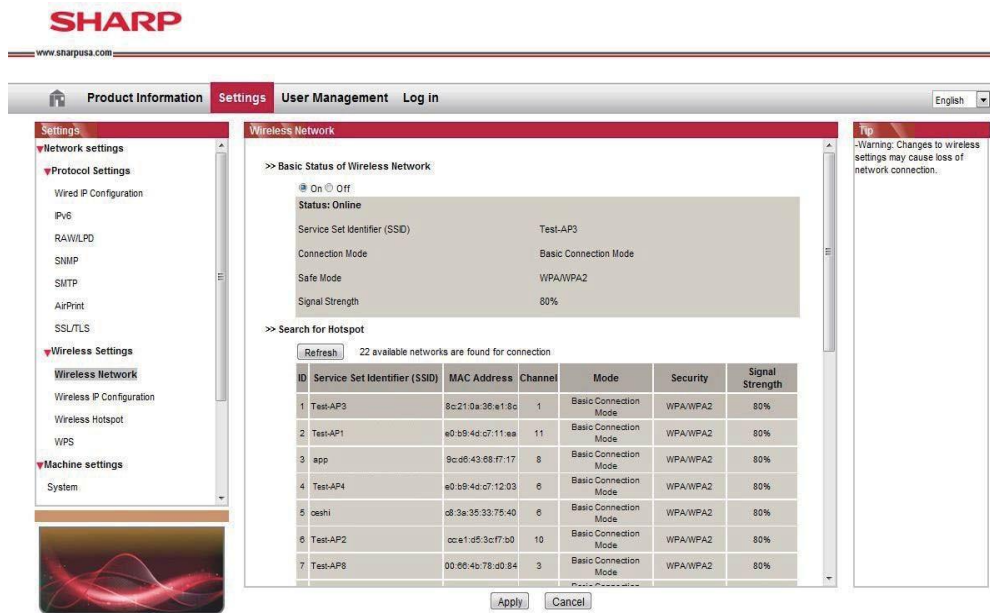 SHARP
www.sharpusa.com
Product Information Settings User Management Log in
English
Settings
Network settings
Protocol Settings
Wired IP Configuration
IPv6
RAW/LPD
SNMP
SMTP
AirPrint
SSL/TLS
Wireless Settings
Wireless Network
Wireless IP Configuration
Wireless Hotspot
WPS
Machine settings
System
Wireless Network
>> Basic Status of Wireless Network
On Off
Status: Online
Service Set Identifier (SSID) Test-AP3
Connection Mode Basic Connection Mode
Safe Mode WPA/WPA2
Signal Strength 80%
>> Search for Hotspot
Refresh 22 available networks are found for connection
ID Service Set Identifier (SSID) MAC Address Channel Mode Security Signal Strength
1 Test-AP3 8c:21:0a:36:e1:8c 1 Basic Connection Mode WPA/WPA2 80%
2 Test-AP1 e0:b9:4d:c7:11:ea 11 Basic Connection Mode WPA/WPA2 80%
3 app 9c:d6:43:68:f7:17 8 Basic Connection Mode WPA/WPA2 80%
4 Test-AP4 e0:b9:4d:c7:12:03 6 Basic Connection Mode WPA/WPA2 80%
5 ceshi c8:3a:35:33:75:40 6 Basic Connection Mode WPA/WPA2 80%
6 Test-AP2 cc:e1:d5:3c:f7:b0 10 Basic Connection Mode WPA/WPA2 80%
7 Test-AP8 00:66:4b:78:d0:84 3 Basic Connection Mode WPA/WPA2 80%
Apply Cancel
Tip
-Warning: Changes to wireless
settings may cause loss of
network connection.